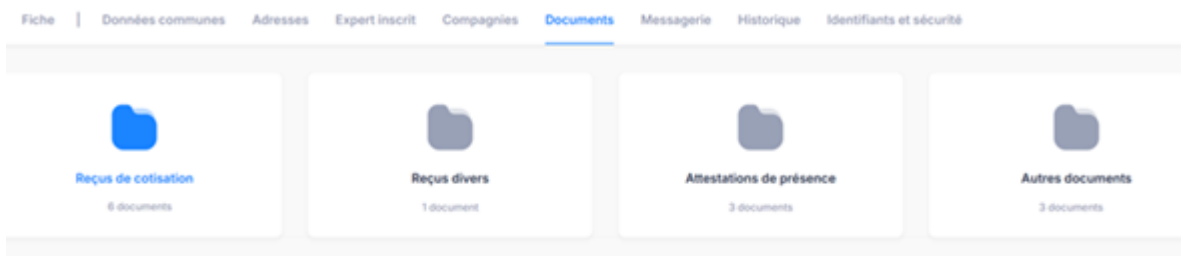 Fiche | Données communes Adresses Expert inscrit Compagnies Documents Messagerie Historique Identifiants et sécurité
Reçus de cotisation Reçus divers Attestations de présence Autres documents
6 documents 1 document 3 documents 3 documents